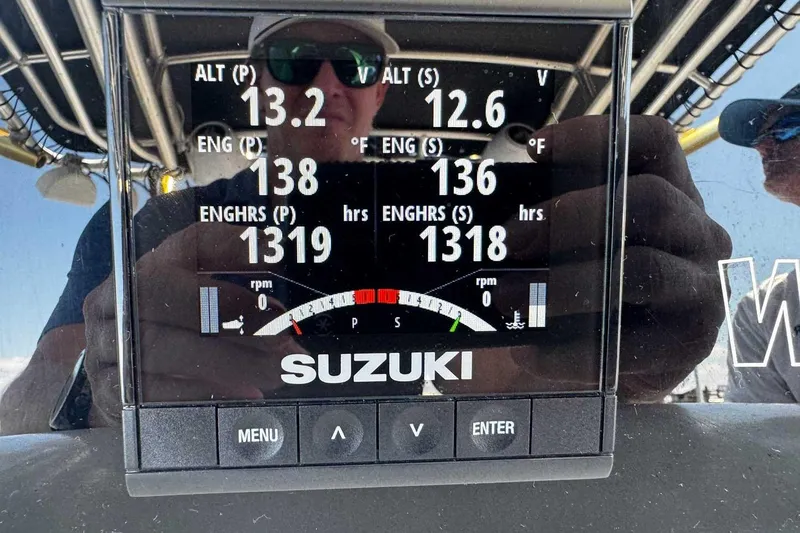 ALT (P) V ALT (S) V
13.2 12.6
ENG (P) °F ENG (S) °F
138 136
ENGHRS (P) hrs ENGHRS (S) hrs
1319 1318
rpm rpm
0 0
P S
SUZUKI
MENU ENTER
W